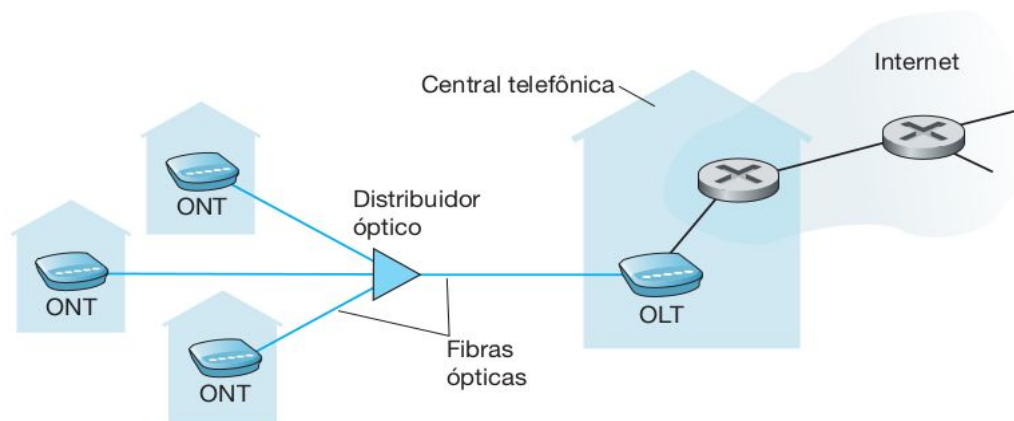 Internet
Central telefônica
ONT
Distribuidor
óptico
ONT
OLT
ONT
Fibras
ópticas